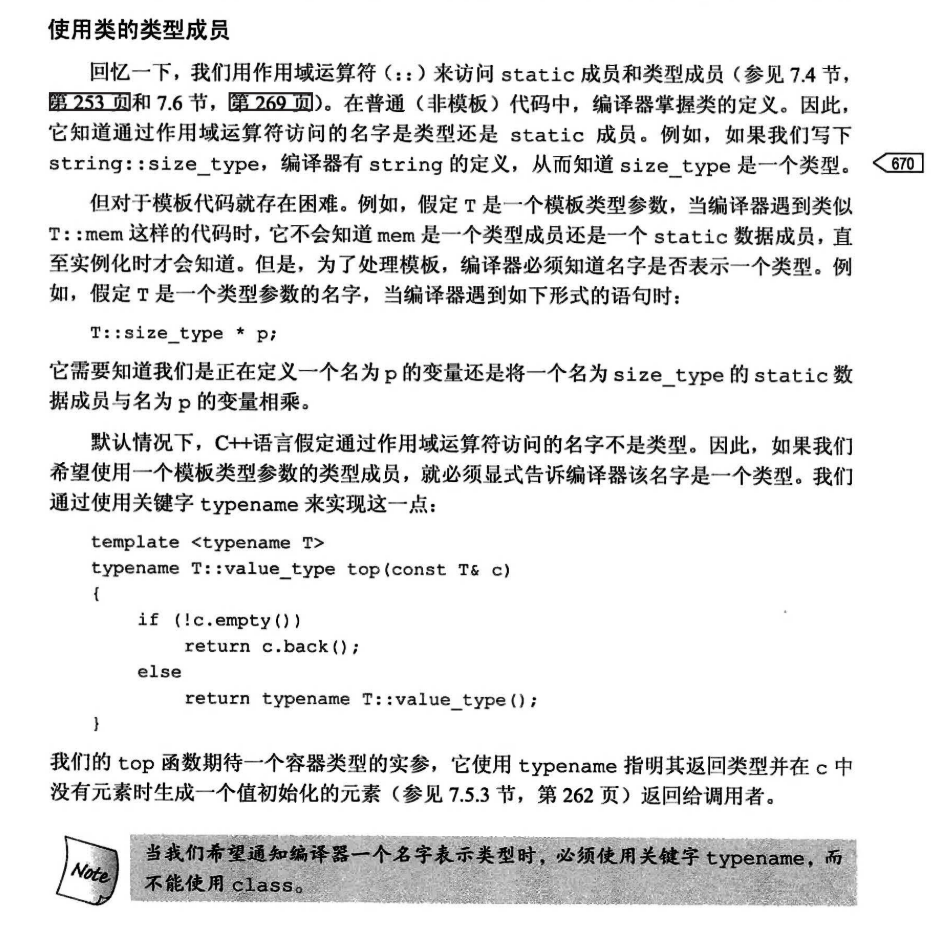 使用类的类型成员
回忆一下，我们用作用域运算符（::）来访问 static 成员和类型成员（参见 7.4 节，
第 253 页和 7.6 节，第 269 页）。在普通（非模板）代码中，编译器掌握类的定义。因此，
它知道通过作用域运算符访问的名字是类型还是 static 成员。例如，如果我们写下
string::size_type，编译器有 string 的定义，从而知道 size_type 是一个类型。
670
但对于模板代码就存在困难。例如，假定 T 是一个模板类型参数，当编译器遇到类似
T::mem 这样的代码时，它不会知道 mem 是一个类型成员还是一个 static 数据成员，直
至实例化时才会知道。但是，为了处理模板，编译器必须知道名字是否表示一个类型。例
如，假定 T 是一个类型参数的名字，当编译器遇到如下形式的语句时：
T::size_type * p;
它需要知道我们是正在定义一个名为 p 的变量还是将一个名为 size_type 的 static 数
据成员与名为 p 的变量相乘。
默认情况下，C++语言假定通过作用域运算符访问的名字不是类型。因此，如果我们
希望使用一个模板类型参数的类型成员，就必须显式告诉编译器该名字是一个类型。我们
通过使用关键字 typename 来实现这一点：
template <typename T>
typename T::value_type top(const T& c)
{
if (!c.empty())
return c.back();
else
return typename T::value_type();
}
我们的 top 函数期待一个容器类型的实参，它使用 typename 指明其返回类型并在 c 中
没有元素时生成一个值初始化的元素（参见 7.5.3 节，第 262 页）返回给调用者。
Note
当我们希望通知编译器一个名字表示类型时，必须使用关键字 typename，而
不能使用 class。